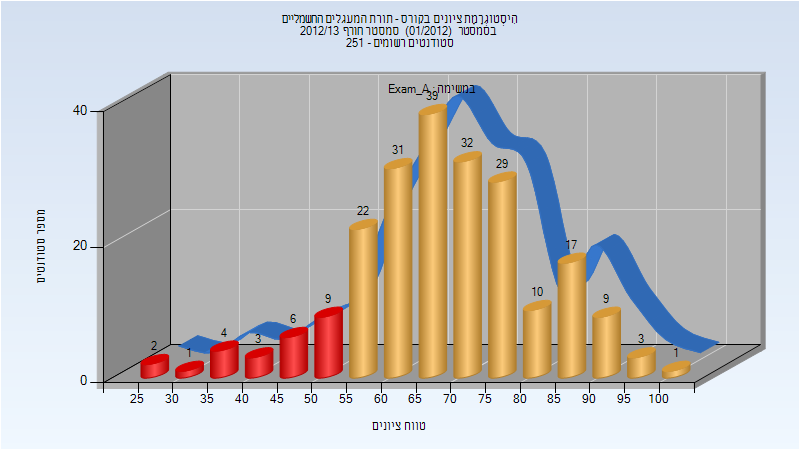 היסטוגרמת ציונים בקורס - תורת המעגלים החשמליים
בסמסטר (01/2012) סמסטר חורף 2012/13
סטודנטים רשומים - 251
במשימה: Exam_A
מספר סטודנטים
40
20
0
2
1
4
3
6
9
22
31
39
32
29
10
17
9
3
1
25 30 35 40 45 50 55 60 65 70 75 80 85 90 95 100
טווח ציונים